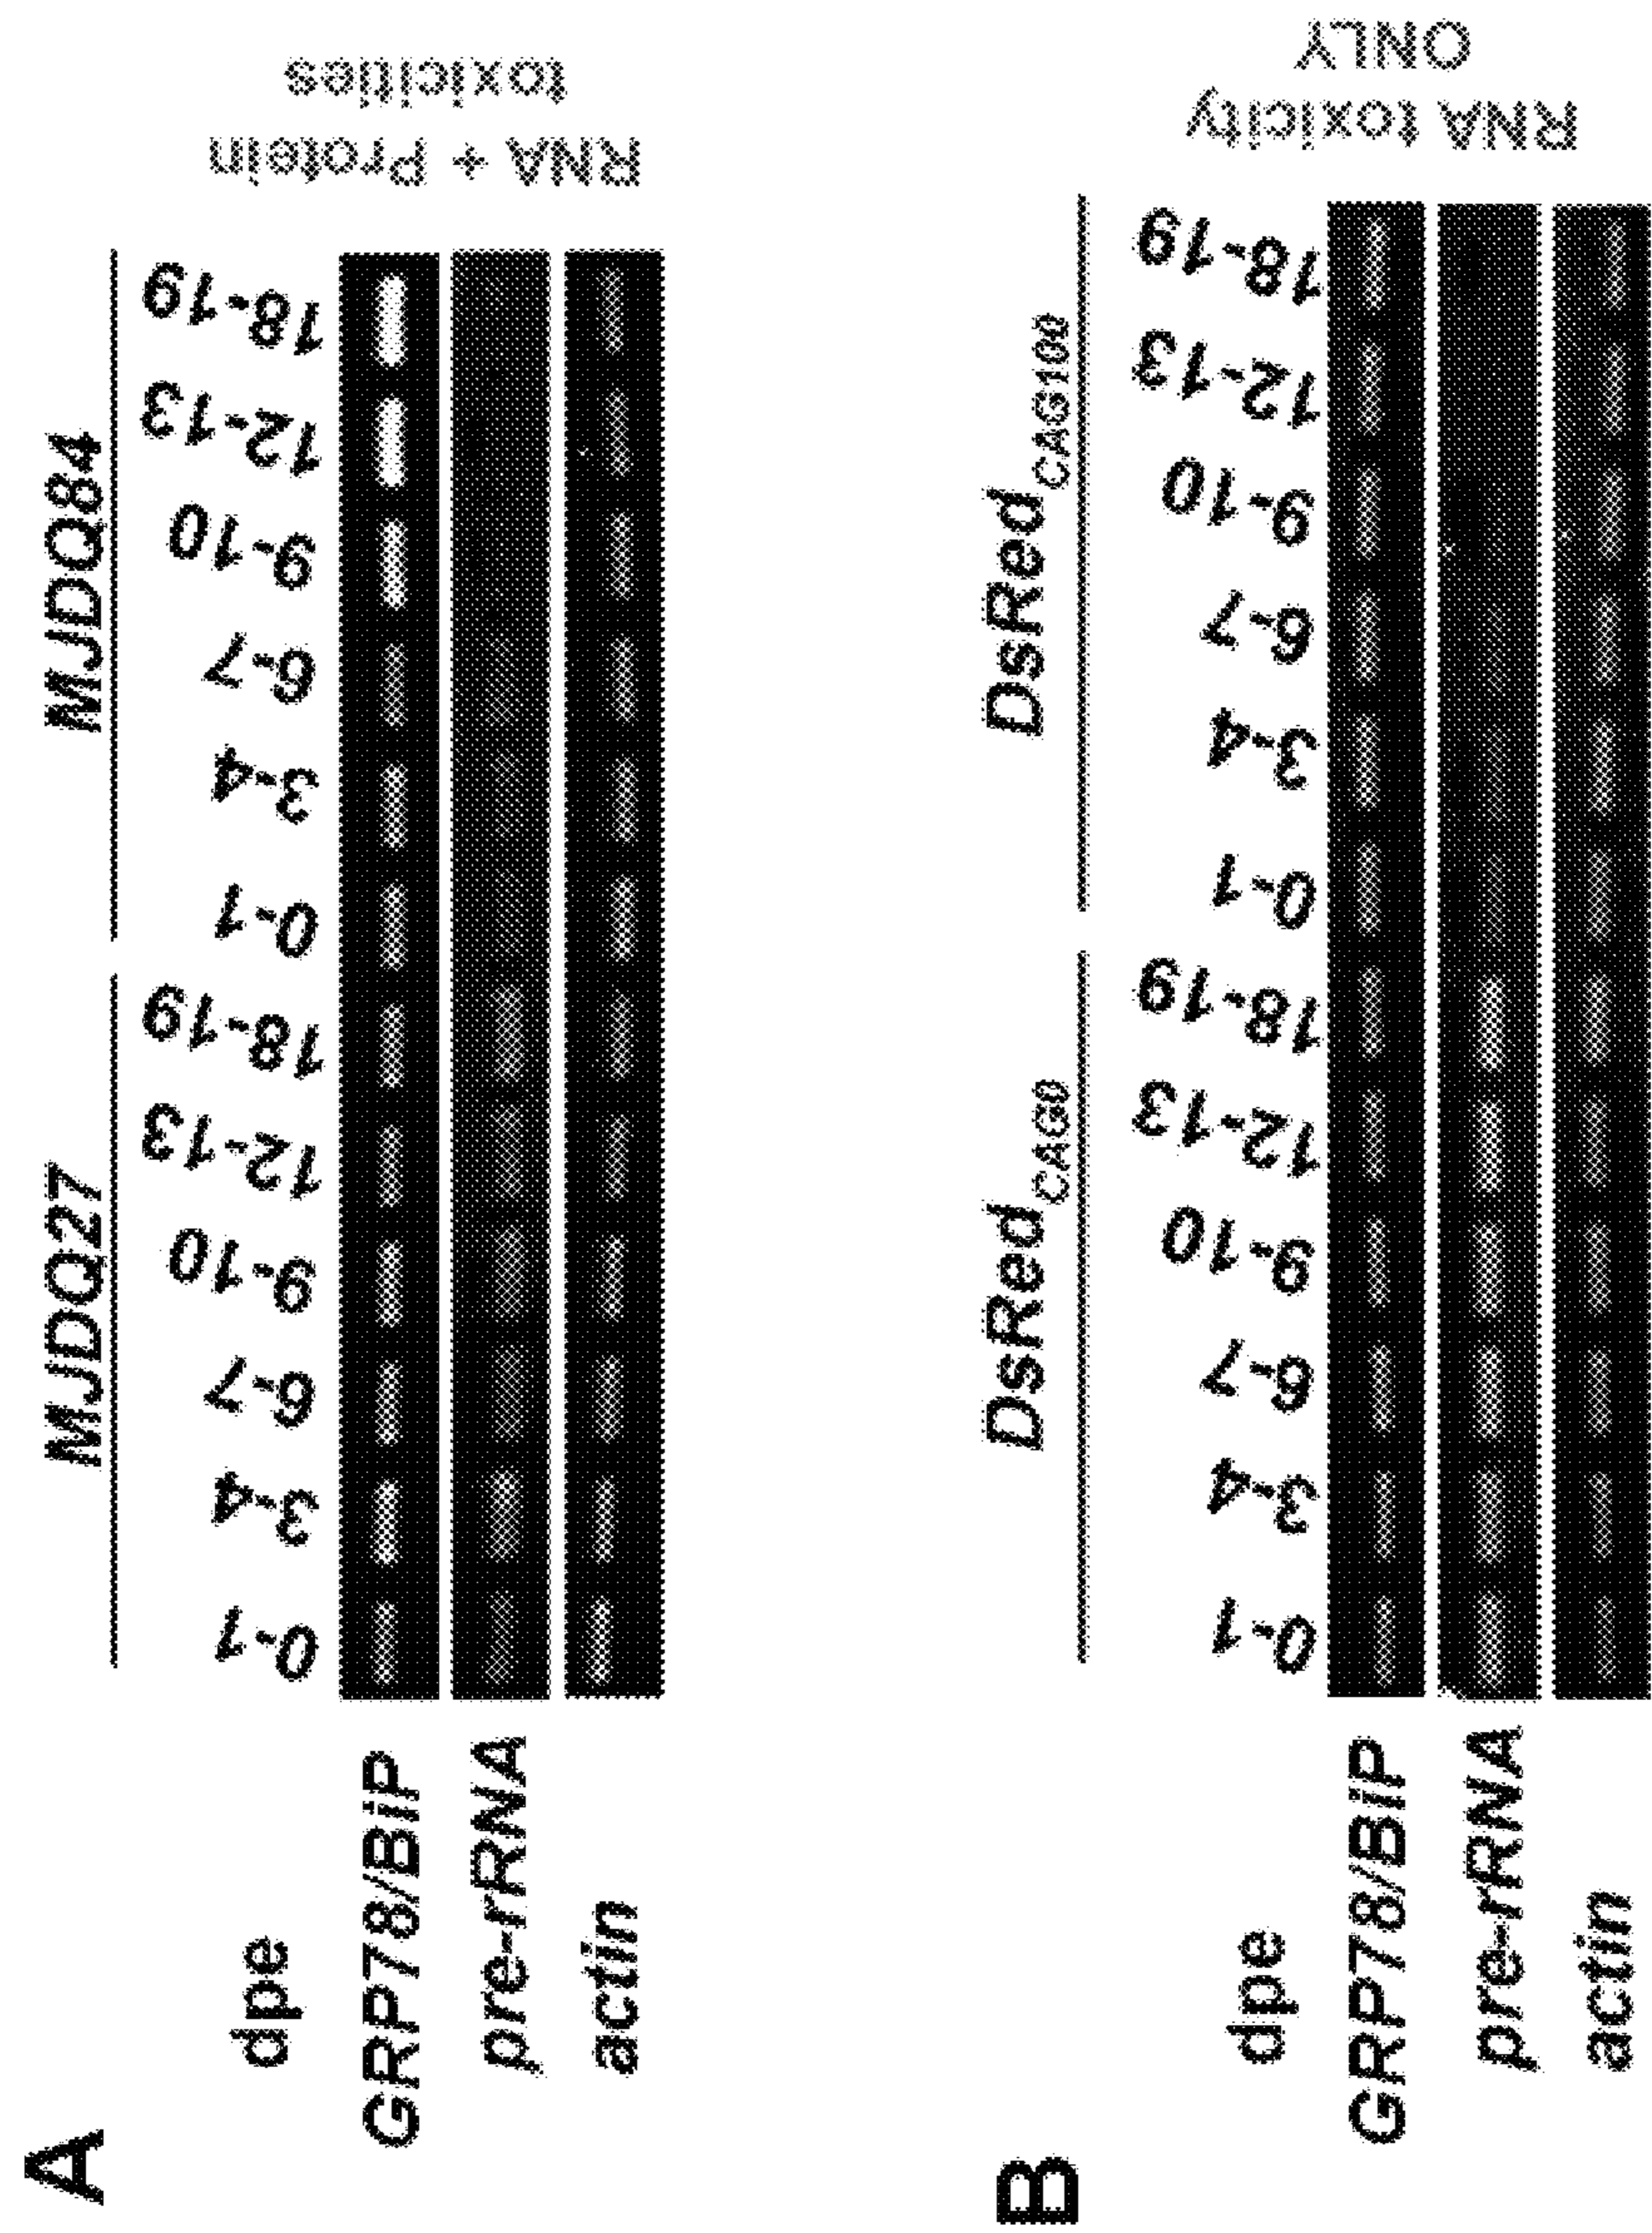 A
MJDQ27 MJDQ84
dpe 0-1 3-4 6-7 9-10 12-13 18-19 0-1 3-4 6-7 9-10 12-13 18-19
GRP78/BiP
pre-rRNA
actin
RNA + Protein
toxicities
B
DsRedCAG0 DsRedCAG100
dpe 0-1 3-4 6-7 9-10 12-13 18-19 0-1 3-4 6-7 9-10 12-13 18-19
GRP78/BiP
pre-rRNA
actin
RNA toxicity
ONLY